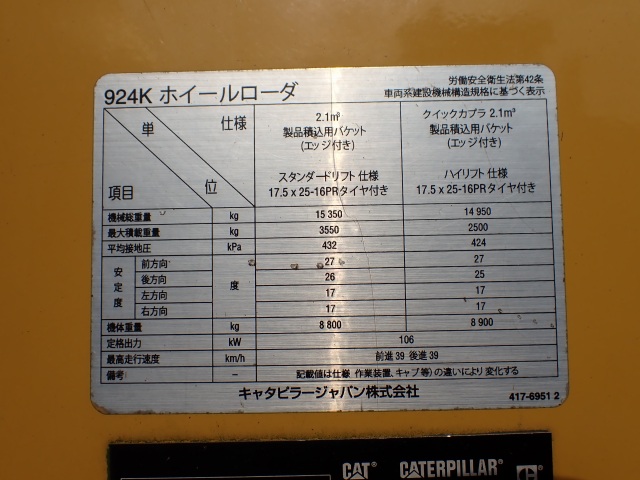 924K ホイールローダ
労働安全衛生法第42条
車両系建設機械構造規格に基づく表示
単 位 仕様 項目
2.1m³
製品積込用バケット
(エッジ付き)
スタンダードリフト 仕様
17.5 x 25-16PRタイヤ付き
クイックカプラ 2.1m³
製品積込用バケット
(エッジ付き)
ハイリフト 仕様
17.5 x 25-16PRタイヤ付き
機械総重量 kg 15 350 14 950
最大積載重量 kg 3550 2500
平均接地圧 kPa 432 424
安定度 度
前方向 27 27
後方向 26 25
左方向 17 17
右方向 17 17
機体重量 kg 8 800 8 900
定格出力 kW 106
最高走行速度 km/h 前進 39 後進 39
備考 - 記載値は仕様 作業装置、キャブ等)の違いにより変化する
キャタピラージャパン株式会社
417-6951 2
CAT CATERPILLAR C